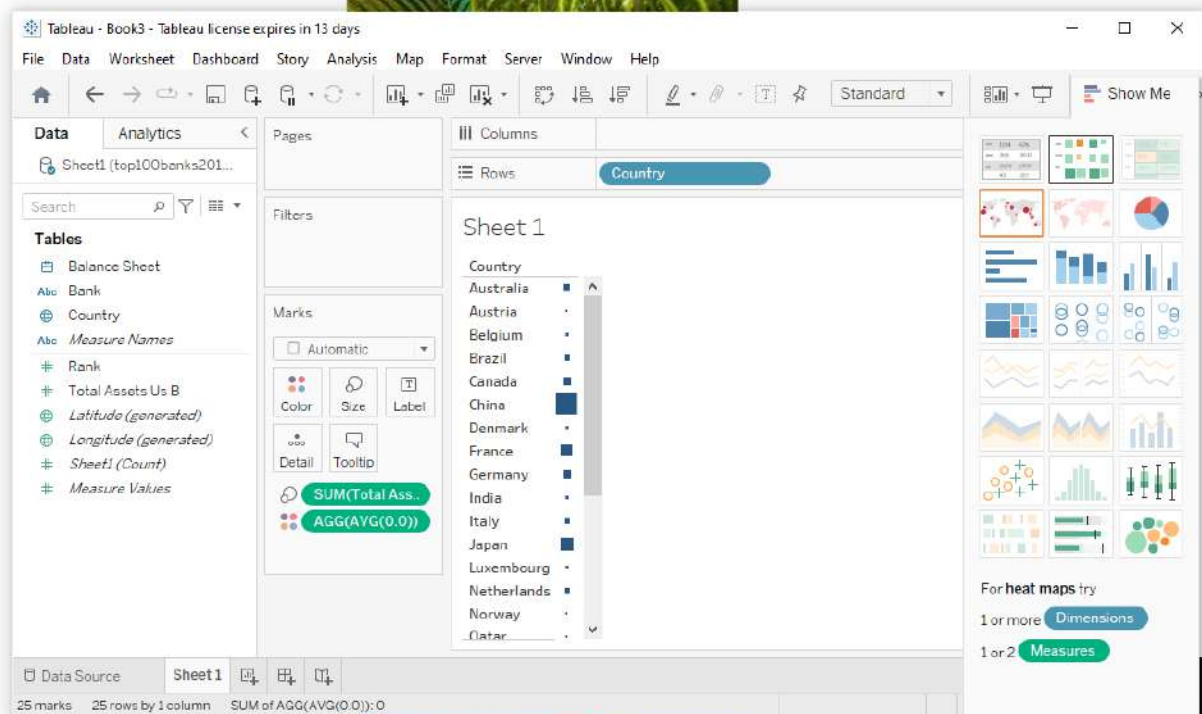 Tableau - Book3 - Tableau license expires in 13 days
File Data Worksheet Dashboard Story Analysis Map Format Server Window Help
Standard
Show Me
Data Analytics
Sheet1 (top100banks201...
Search
Tables
Balance Sheet
Abc Bank
Country
Abc Measure Names
# Rank
# Total Assets Us B
Latitude (generated)
Longitude (generated)
# Sheet1 (Count)
# Measure Values
Pages
Filters
Marks
Automatic
Color Size Label
Detail Tooltip
SUM(Total Ass..
AGG(AVG(0.0))
Columns
Rows Country
Sheet 1
Country
Australia
Austria
Belgium
Brazil
Canada
China
Denmark
France
Germany
India
Italy
Japan
Luxembourg
Netherlands
Norway
Qatar
For heat maps try
1 or more Dimensions
1 or 2 Measures
Data Source Sheet 1
25 marks 25 rows by 1 column SUM of AGG(AVG(0.0)): 0